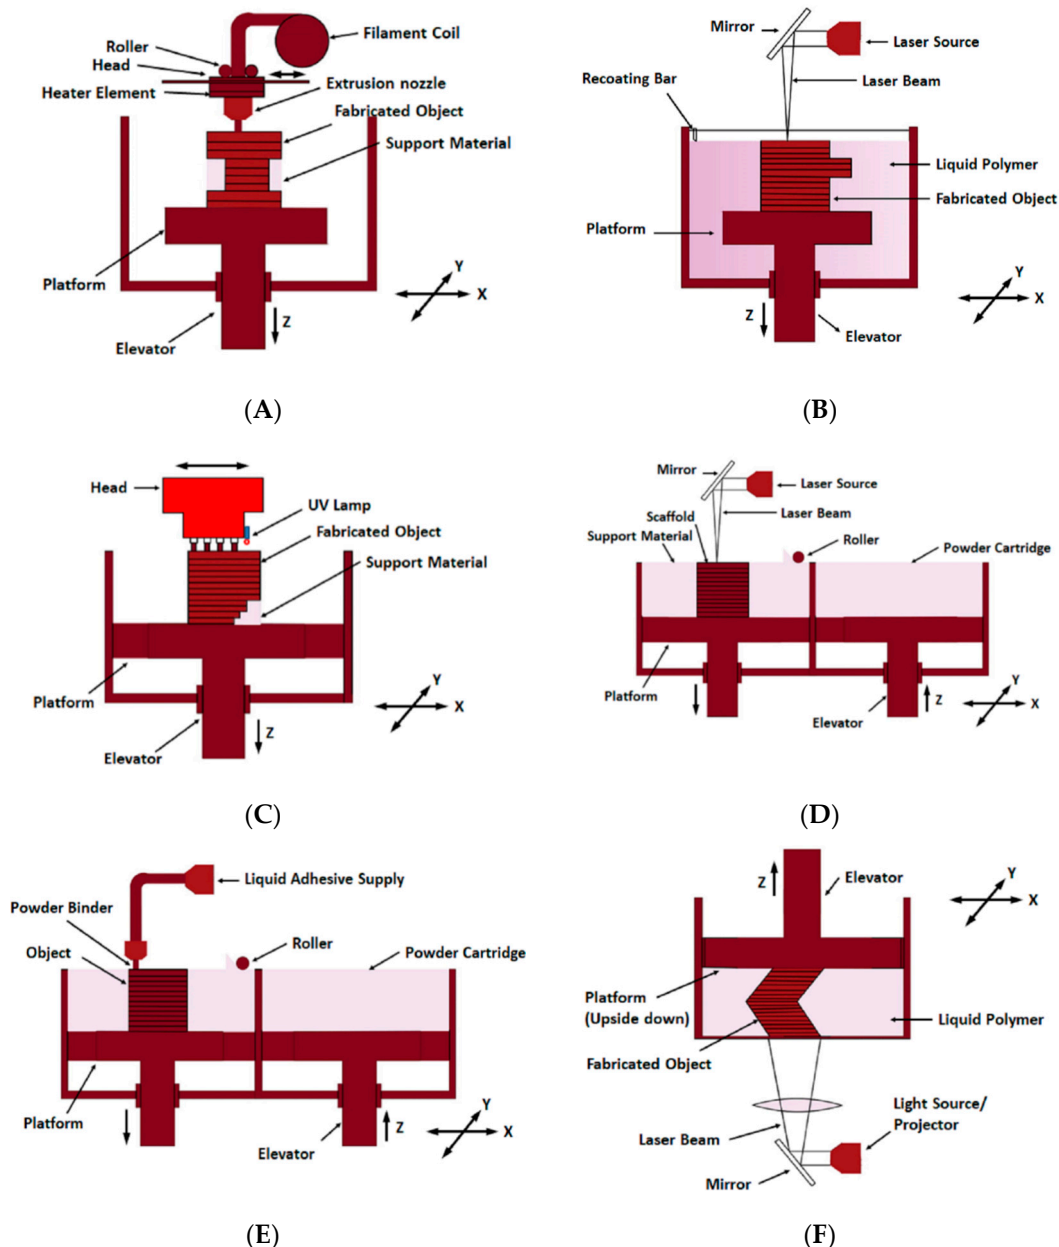 Filament Coil
Roller
Head
Heater Element
Extrusion nozzle
Fabricated Object
Support Material
Platform
Y
X
Z
Elevator
(A)
Mirror
Laser Source
Recoating Bar
Laser Beam
Liquid Polymer
Fabricated Object
Platform
Y
X
Z
Elevator
(B)
Head
UV Lamp
Fabricated Object
Support Material
Platform
Y
X
Z
Elevator
(C)
Mirror
Laser Source
Scaffold
Laser Beam
Support Material
Roller
Powder Cartridge
Platform
Y
X
Z
Elevator
(D)
Liquid Adhesive Supply
Powder Binder
Object
Roller
Powder Cartridge
Platform
Y
X
Z
Elevator
(E)
Z
Elevator
Y
X
Platform
(Upside down)
Liquid Polymer
Fabricated Object
Light Source/
Projector
Laser Beam
Mirror
(F)